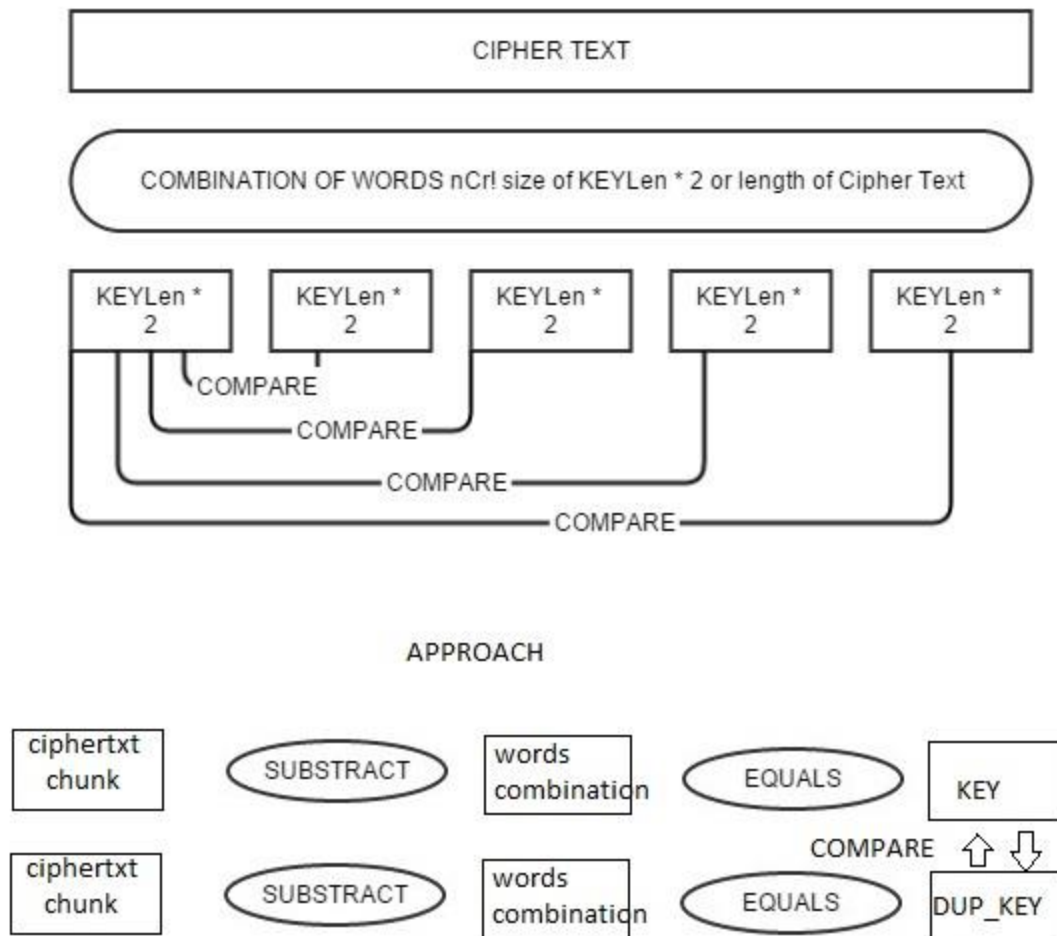 CIPHER TEXT
COMBINATION OF WORDS nCr! size of KEYLen * 2 or length of Cipher Text
KEYLen *
2
KEYLen *
2
KEYLen *
2
KEYLen *
2
KEYLen *
2
COMPARE
COMPARE
COMPARE
COMPARE
APPROACH
ciphertxt
chunk
SUBSTRACT
words
combination
EQUALS
KEY
COMPARE
ciphertxt
chunk
SUBSTRACT
words
combination
EQUALS
DUP_KEY